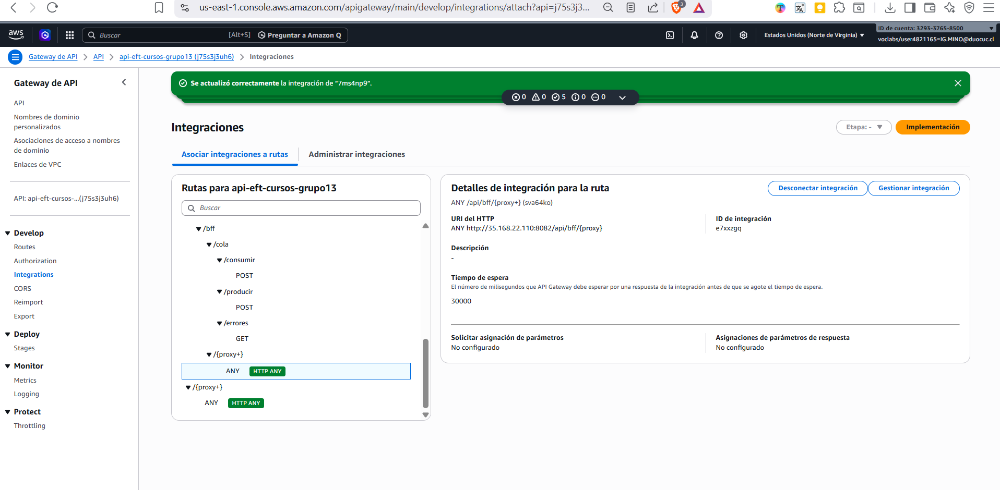 us-east-1.console.aws.amazon.com/apigateway/main/develop/integrations/attach?api=j75s3j3...
3
aws
Buscar
[Alt+S]
Preguntar a Amazon Q
Estados Unidos (Norte de Virginia)
ID de cuenta: 3293-3765-8500
voclabs/user4821165=IG.MINO@duocuc.cl
Gateway de API
API
api-eft-cursos-grupo13 (j75s3j3uh6)
Integraciones
Gateway de API
API
Nombres de dominio
personalizados
Asociaciones de acceso a nombres
de dominio
Enlaces de VPC
API: api-eft-cursos-...(j75s3j3uh6)
Develop
Routes
Authorization
Integrations
CORS
Reimport
Export
Deploy
Stages
Monitor
Metrics
Logging
Protect
Throttling
Se actualizó correctamente la integración de "7ms4np9".
0 0 5 0 0
Integraciones
Etapa: -
Implementación
Asociar integraciones a rutas
Administrar integraciones
Rutas para api-eft-cursos-grupo13
Buscar
/bff
/cola
/consumir
POST
/producir
POST
/errores
GET
/{proxy+}
ANY HTTP ANY
/{proxy+}
ANY HTTP ANY
Detalles de integración para la ruta
Desconectar integración
Gestionar integración
ANY /api/bff/{proxy+} (sva64ko)
URI del HTTP
ANY http://35.168.22.110:8082/api/bff/{proxy}
ID de integración
e7xxzgq
Descripción
-
Tiempo de espera
El número de milisegundos que API Gateway debe esperar por una respuesta de la integración antes de que se agote el tiempo de espera.
30000
Solicitar asignación de parámetros
No configurado
Asignaciones de parámetros de respuesta
No configurado